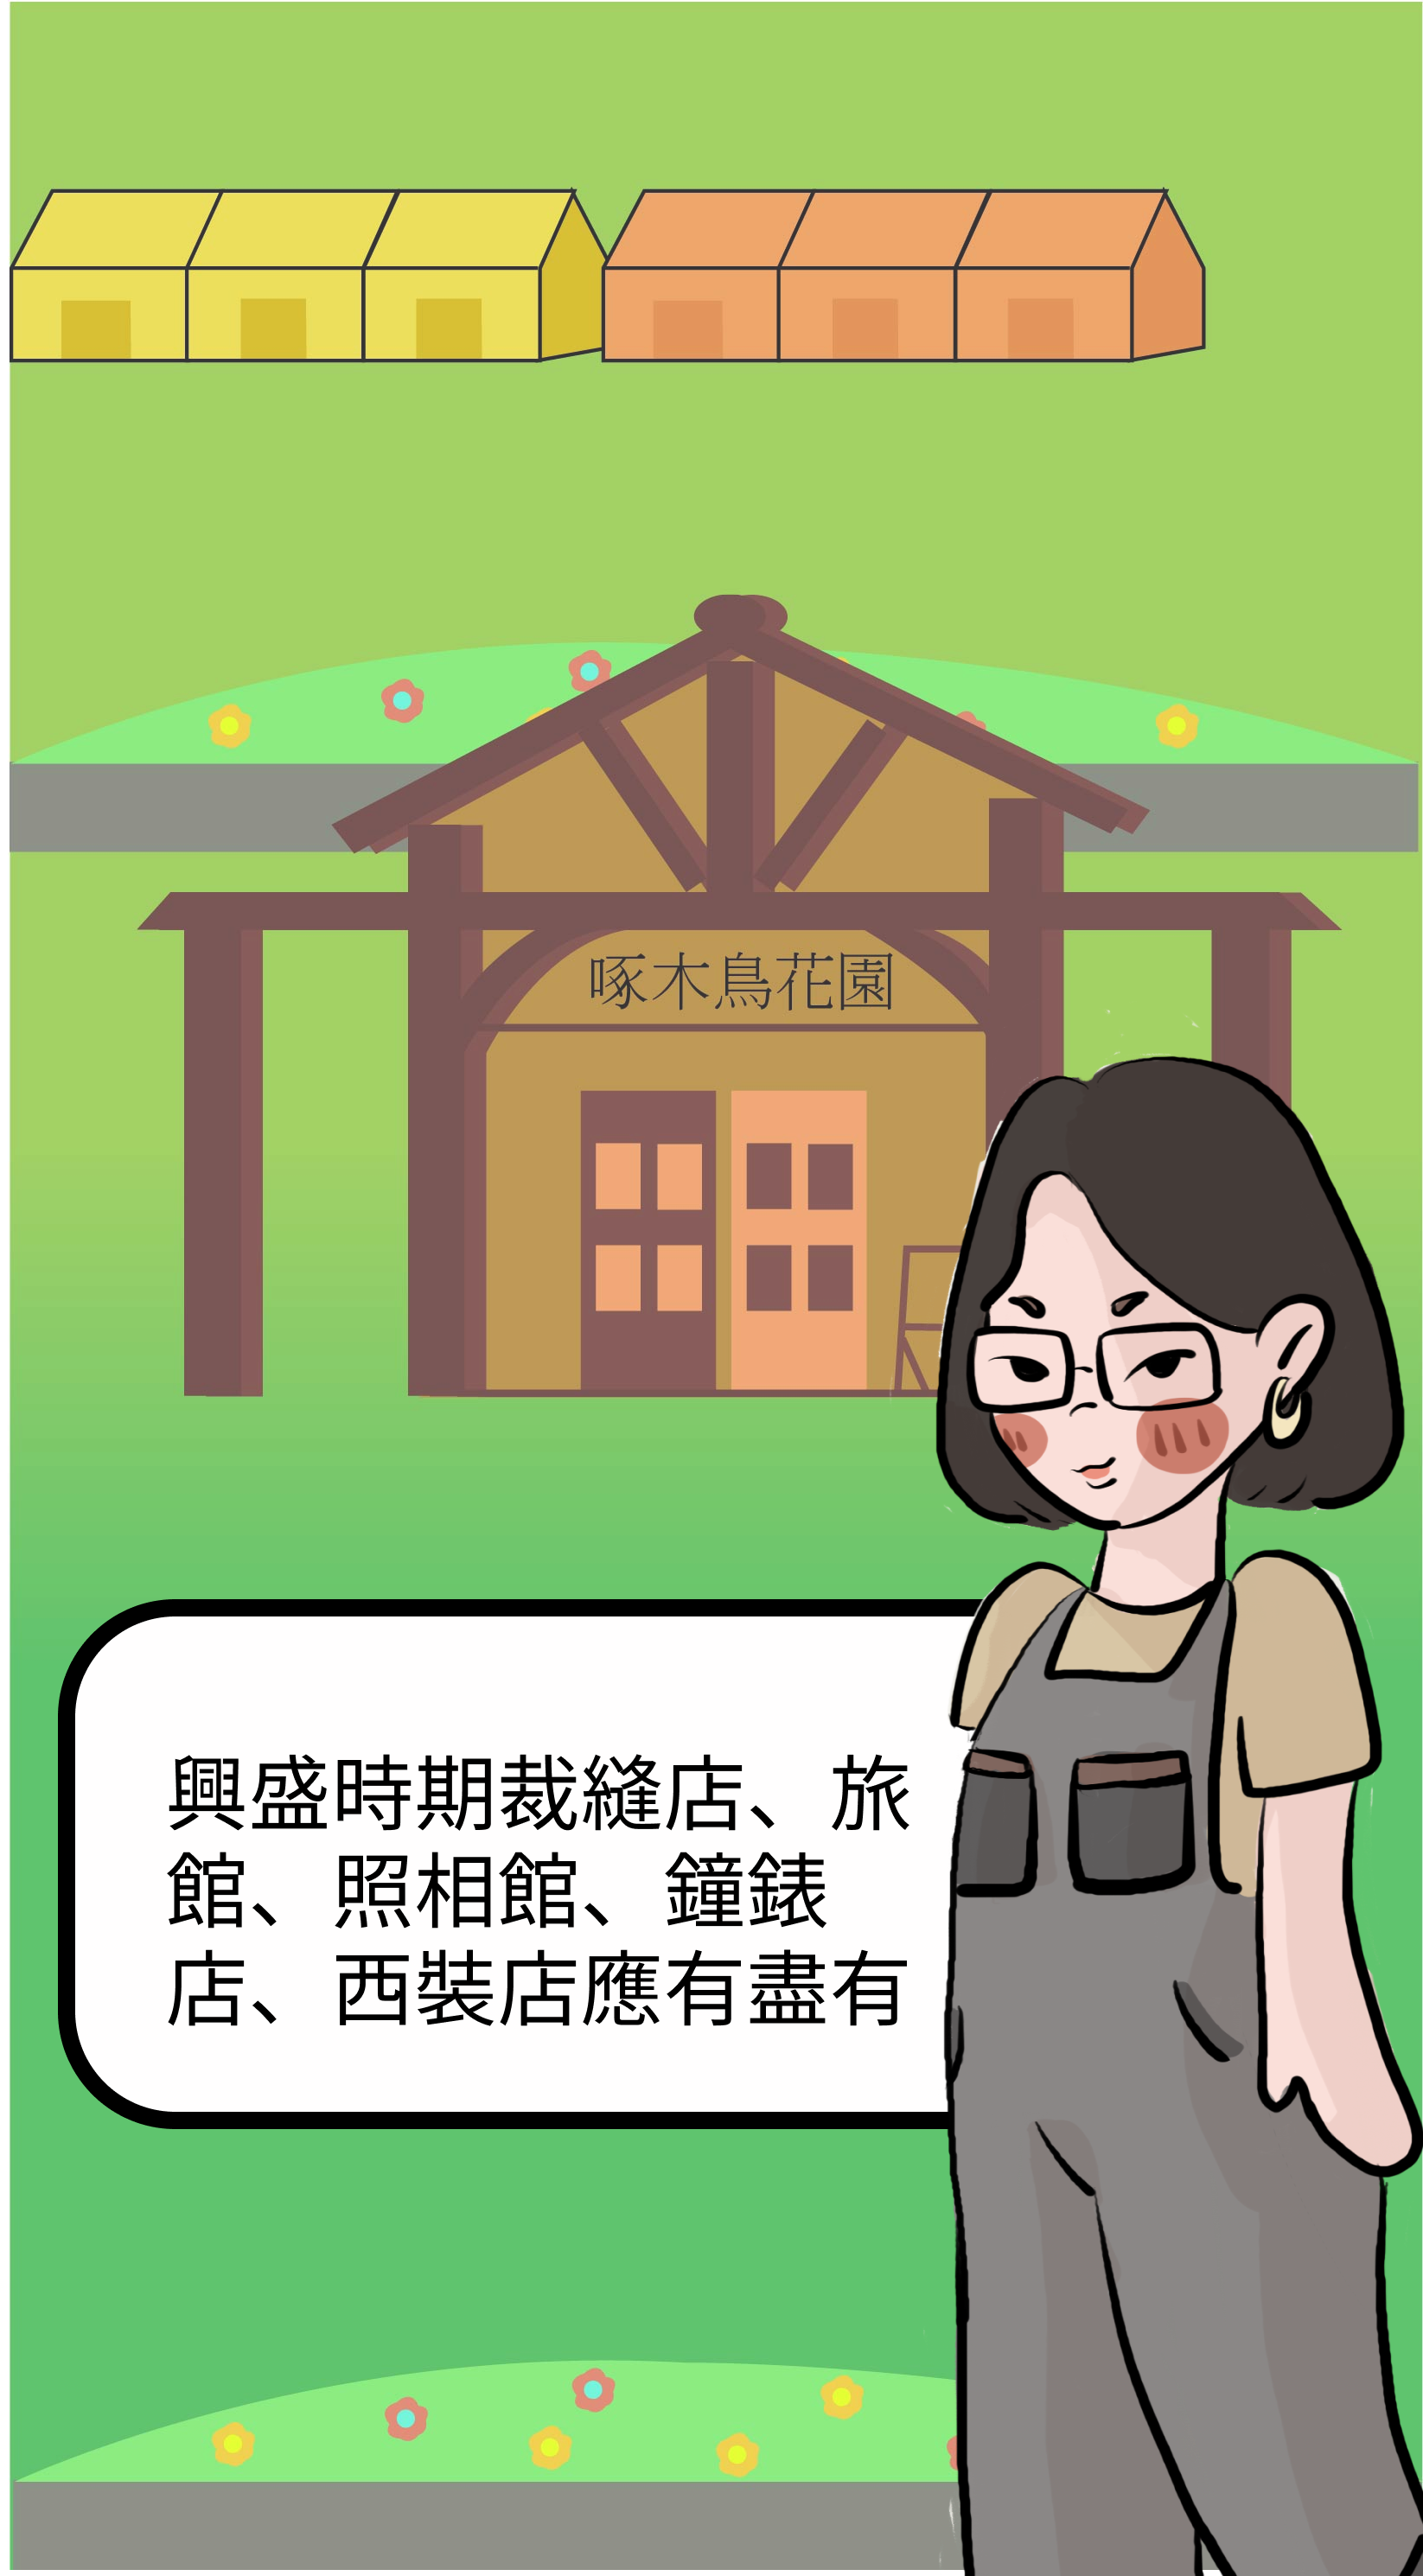 啄木鳥花園
興盛時期裁縫店、旅
館、照相館、鐘錶
店、西裝店應有盡有